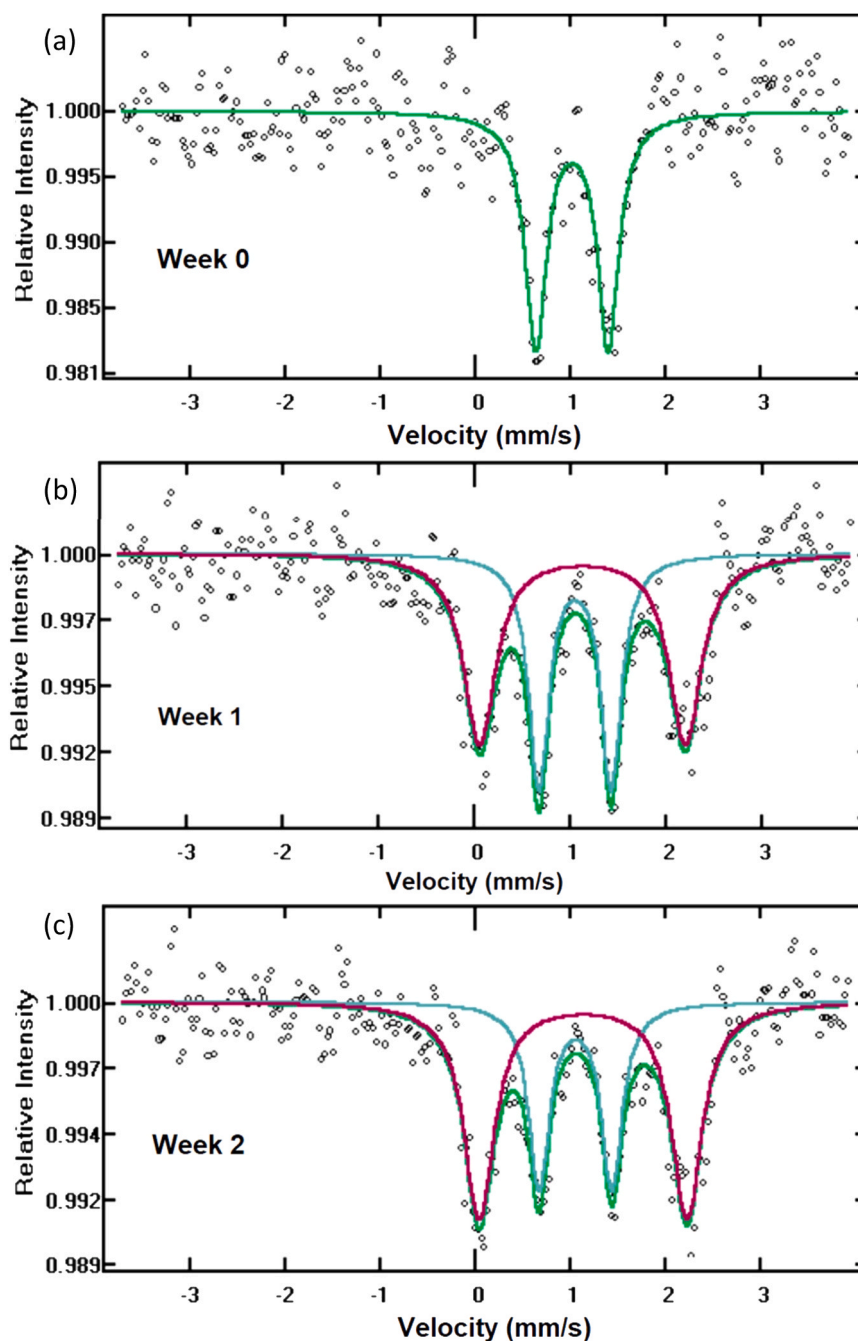 (a)
Relative Intensity
1.000
0.995
0.990
0.985
0.981
Week 0
-3 -2 -1 0 1 2 3
Velocity (mm/s)
(b)
Relative Intensity
1.000
0.997
0.995
0.992
0.989
Week 1
-3 -2 -1 0 1 2 3
Velocity (mm/s)
(c)
Relative Intensity
1.000
0.997
0.994
0.992
0.989
Week 2
-3 -2 -1 0 1 2 3
Velocity (mm/s)